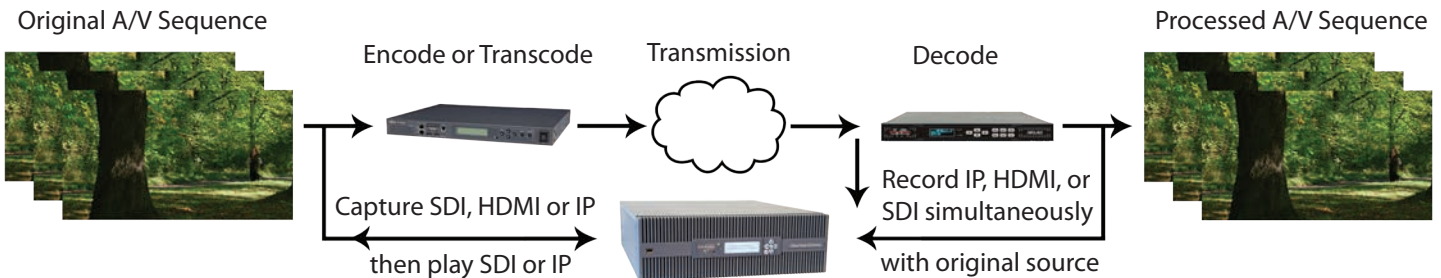 Original A/V Sequence
Processed A/V Sequence
Encode or Transcode
Transmission
Decode
Capture SDI, HDMI or IP
then play SDI or IP
Record IP, HDMI, or
SDI simultaneously
with original source